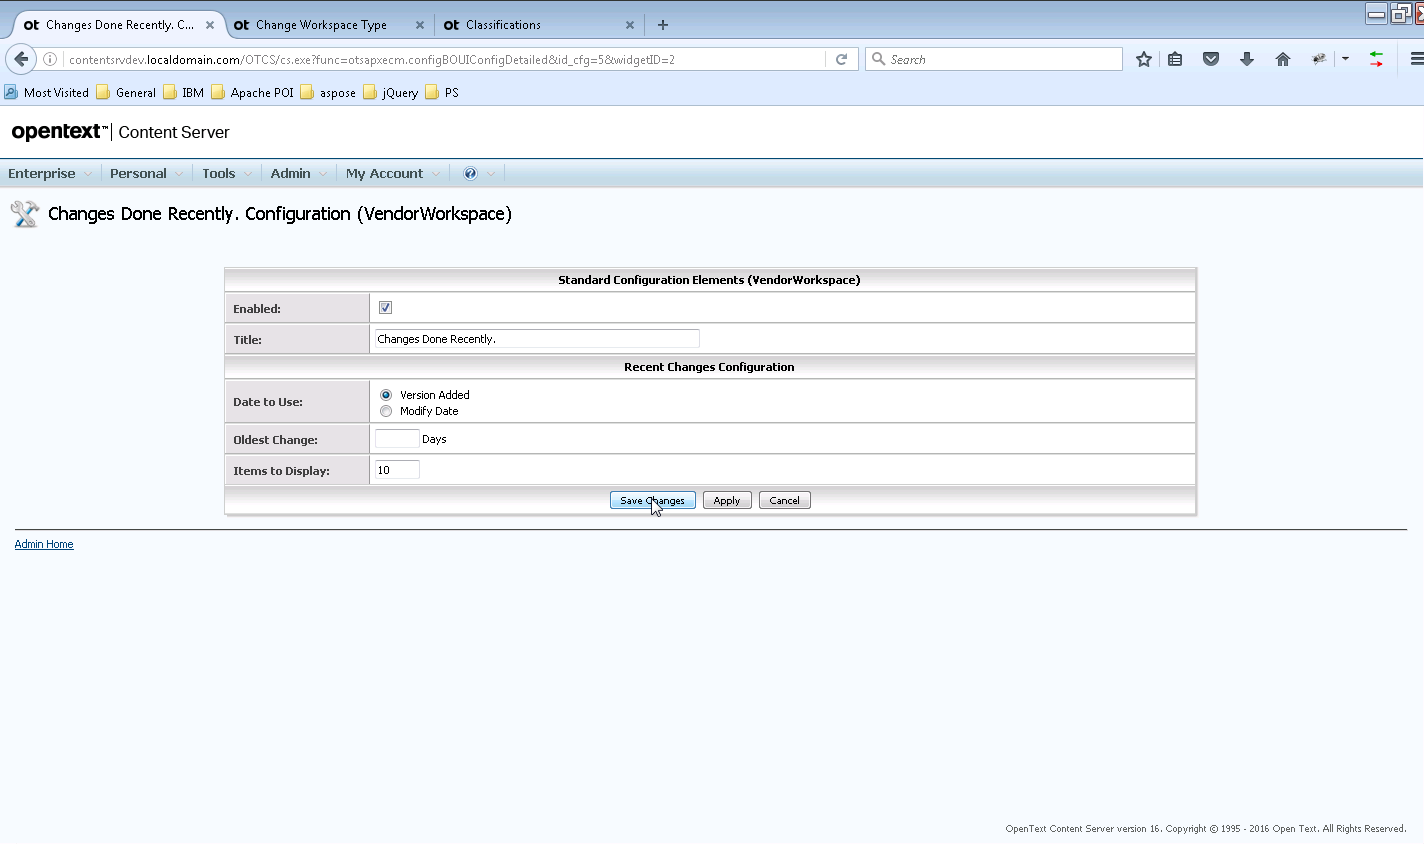 Changes Done Recently. C...
Change Workspace Type
Classifications
contentsrvdev.localdomain.com/OTCS/cs.exe?func=otsapxecm.configBOUIConfigDetailed&id_cfg=5&widgetID=2
Search
Most Visited General IBM Apache POI aspose jQuery PS
opentext™ | Content Server
Enterprise Personal Tools Admin My Account
Changes Done Recently. Configuration (VendorWorkspace)
Standard Configuration Elements (VendorWorkspace)
Enabled:
Title: Changes Done Recently.
Recent Changes Configuration
Date to Use: Version Added
Modify Date
Oldest Change: Days
Items to Display: 10
Save Changes Apply Cancel
Admin Home
OpenText Content Server version 16. Copyright © 1995 - 2016 Open Text. All Rights Reserved.